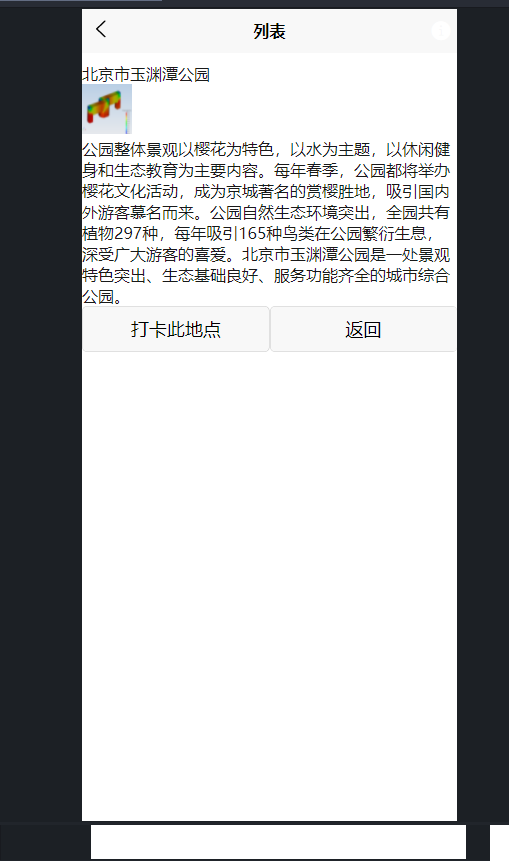 列表
北京市玉渊潭公园
公园整体景观以樱花为特色，以水为主题，以休闲健
身和生态教育为主要内容。每年春季，公园都将举办
樱花文化活动，成为京城著名的赏樱胜地，吸引国内
外游客慕名而来。公园自然生态环境突出，全园共有
植物297种，每年吸引165种鸟类在公园繁衍生息，
深受广大游客的喜爱。北京市玉渊潭公园是一处景观
特色突出、生态基础良好、服务功能齐全的城市综合
公园。
打卡此地点
返回